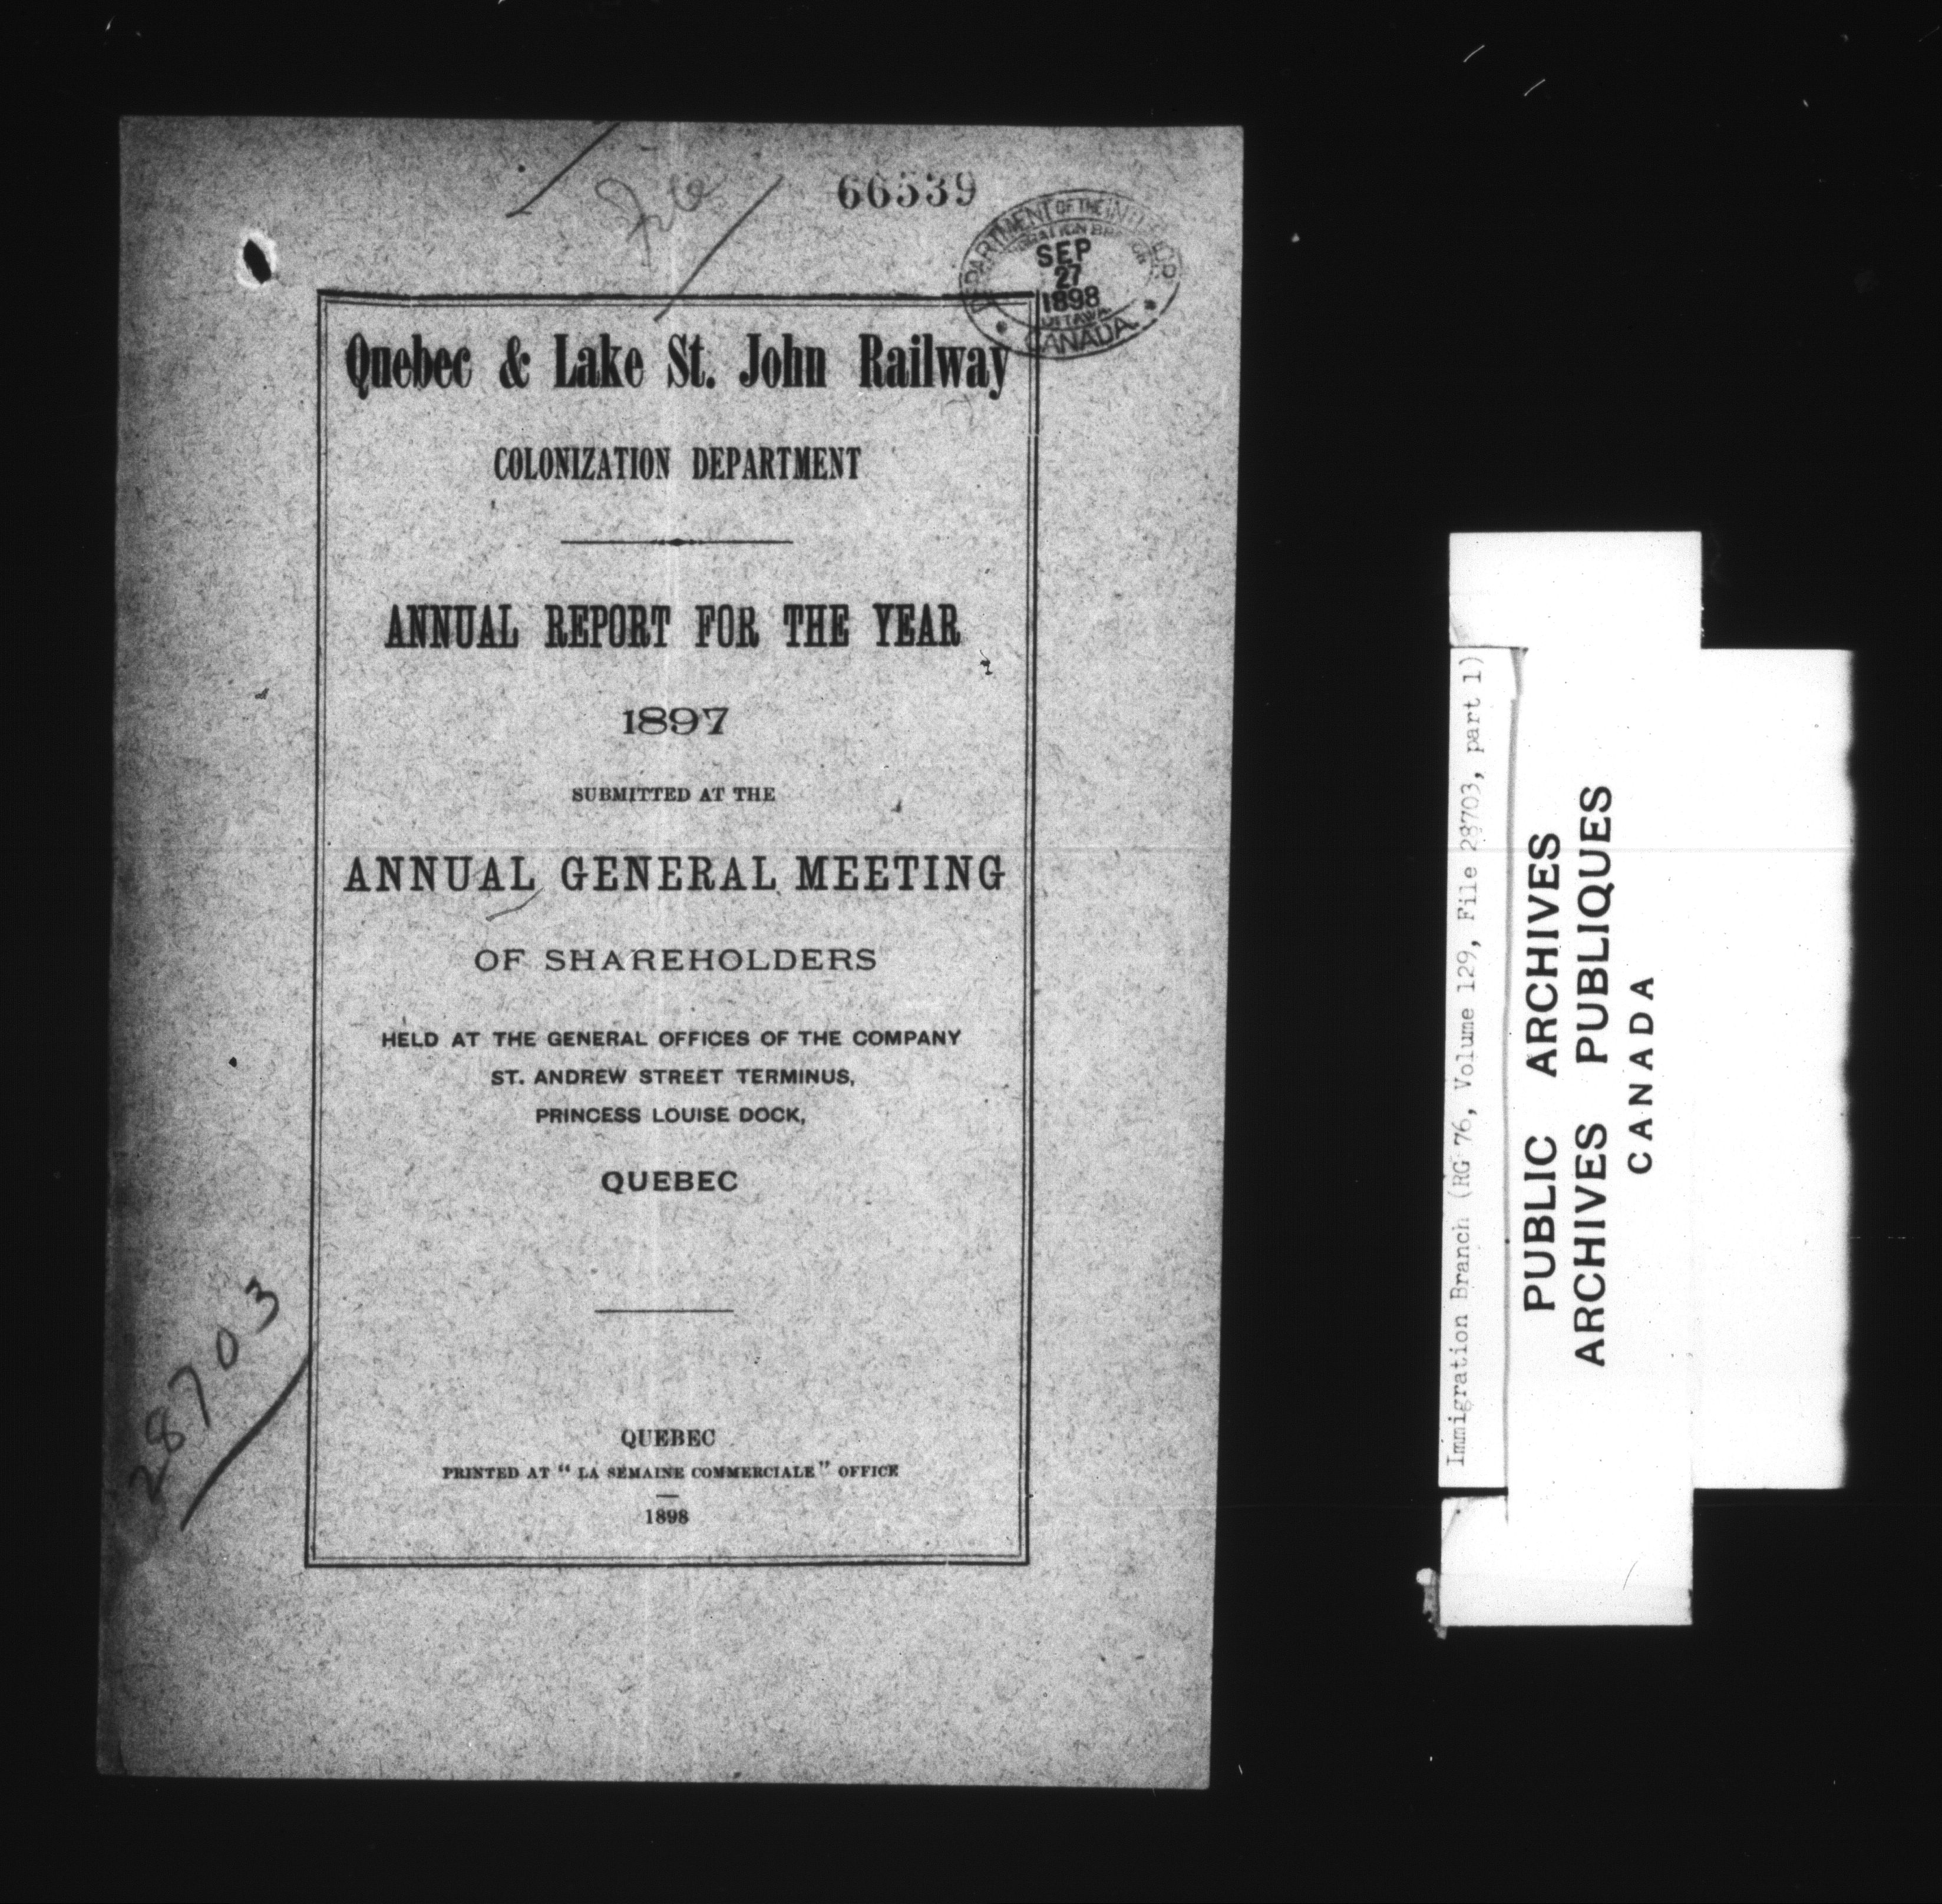 66539
DEPARTMENT OF THE INTERIOR
IMMIGRATION BRANCH
SEP
27
1898
OTTAWA
CANADA
Quebec & Lake St. John Railway
COLONIZATION DEPARTMENT
ANNUAL REPORT FOR THE YEAR
1897
SUBMITTED AT THE
ANNUAL GENERAL MEETING
OF SHAREHOLDERS
HELD AT THE GENERAL OFFICES OF THE COMPANY
ST. ANDREW STREET TERMINUS,
PRINCESS LOUISE DOCK,
QUEBEC
28703
QUEBEC
PRINTED AT “ LA SEMAINE COMMERCIALE ” OFFICE
1898
Immigration Branch (RG 76, Volume 129, File 28703, part 1)
PUBLIC ARCHIVES
ARCHIVES PUBLIQUES
CANADA